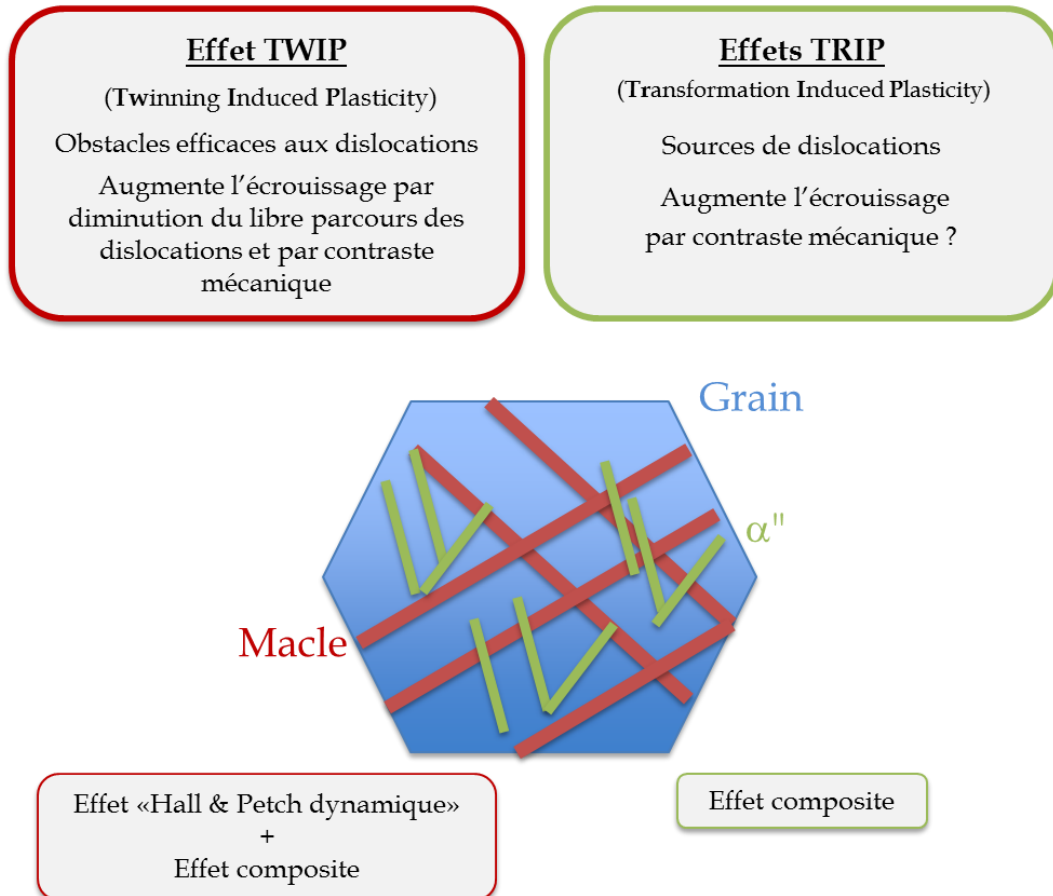 Effet TWIP
(Twinning Induced Plasticity)
Obstacles efficaces aux dislocations
Augmente l’écrouissage par
diminution du libre parcours des
dislocations et par contraste
mécanique
Effets TRIP
(Transformation Induced Plasticity)
Sources de dislocations
Augmente l’écrouissage
par contraste mécanique ?
Grain
α"
Macle
Effet «Hall & Petch dynamique»
+
Effet composite
Effet composite